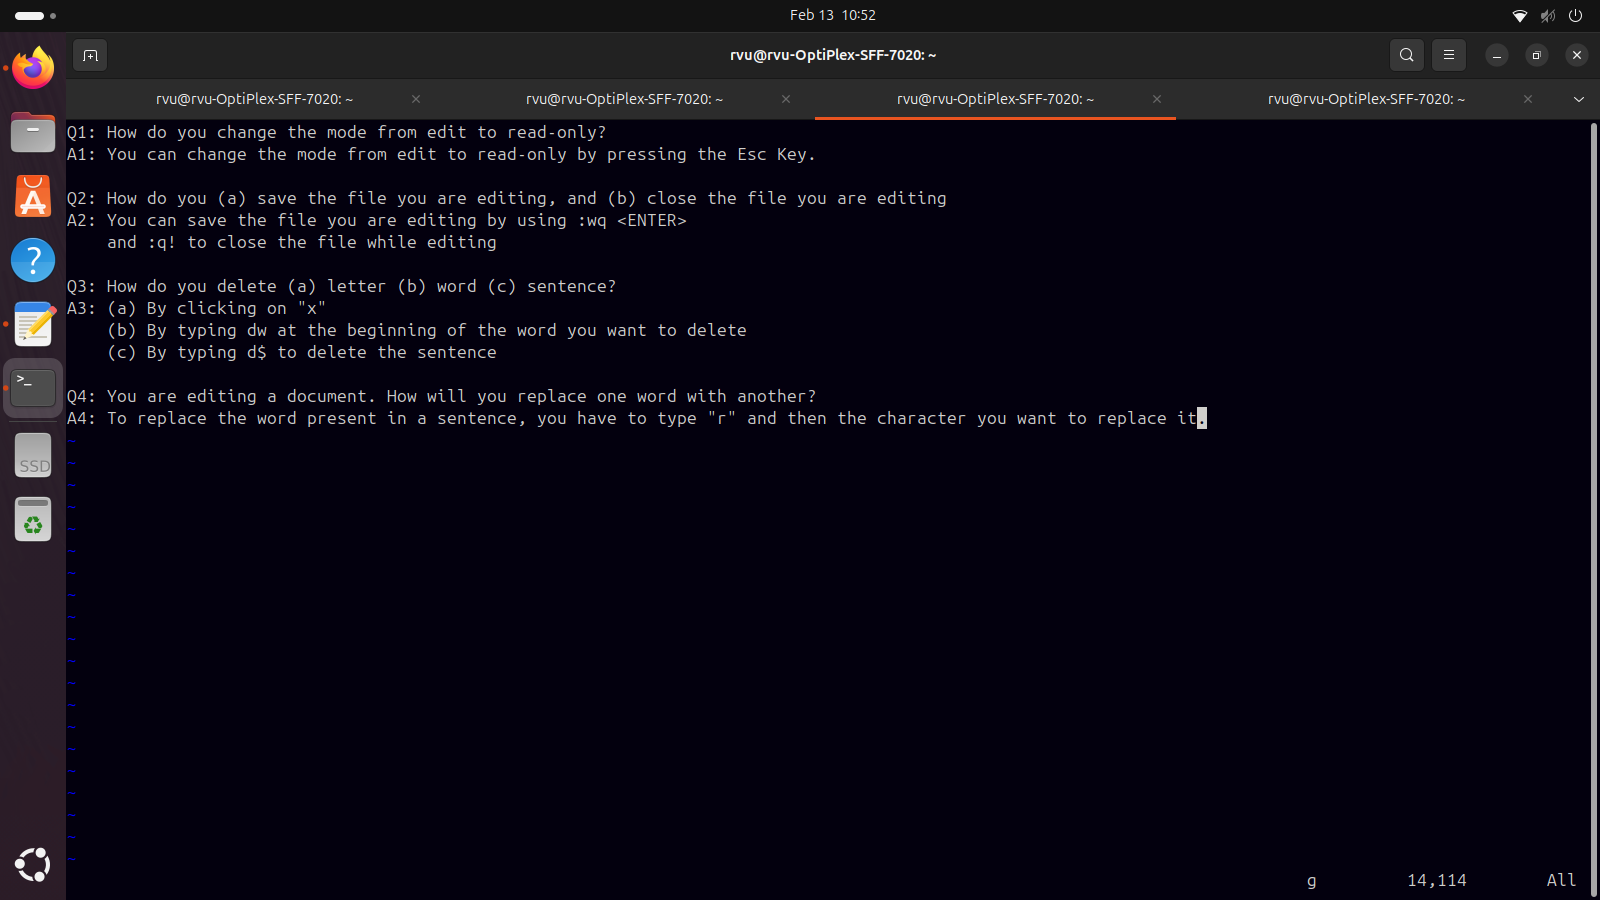 Feb 13 10:52
rvu@rvu-OptiPlex-SFF-7020: ~
rvu@rvu-OptiPlex-SFF-7020: ~
rvu@rvu-OptiPlex-SFF-7020: ~
rvu@rvu-OptiPlex-SFF-7020: ~
rvu@rvu-OptiPlex-SFF-7020: ~
Q1: How do you change the mode from edit to read-only?
A1: You can change the mode from edit to read-only by pressing the Esc Key.
Q2: How do you (a) save the file you are editing, and (b) close the file you are editing
A2: You can save the file you are editing by using :wq <ENTER>
and :q! to close the file while editing
Q3: How do you delete (a) letter (b) word (c) sentence?
A3: (a) By clicking on "x"
(b) By typing dw at the beginning of the word you want to delete
(c) By typing d$ to delete the sentence
Q4: You are editing a document. How will you replace one word with another?
A4: To replace the word present in a sentence, you have to type "r" and then the character you want to replace it.
SSD
g 14,114 All